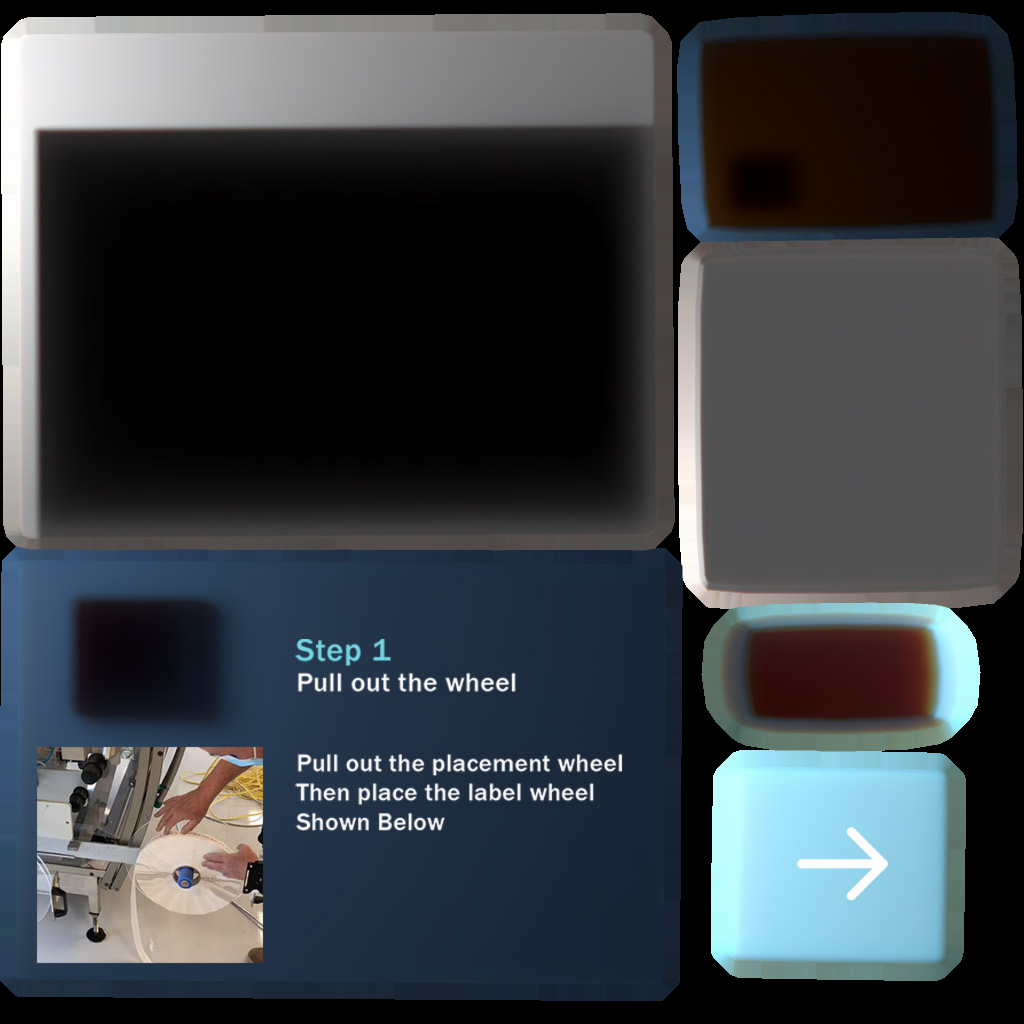 Step 1
Pull out the wheel
Pull out the placement wheel
Then place the label wheel
Shown Below